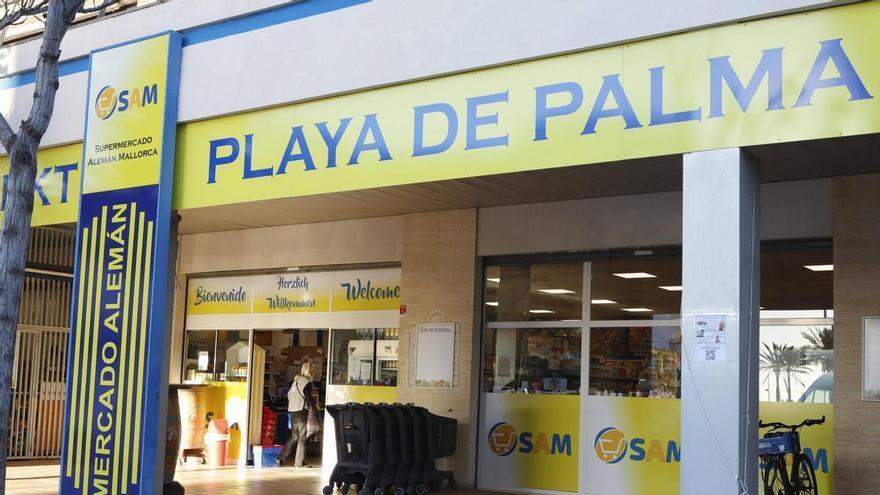 SAM
SUPERMERCADO
ALEMÁN MALLORCA
MERCADO ALEMÁN
KT
PLAYA DE PALMA
Bienvenido
Herzlich
Willkommen
Welcome
SAM
SAM